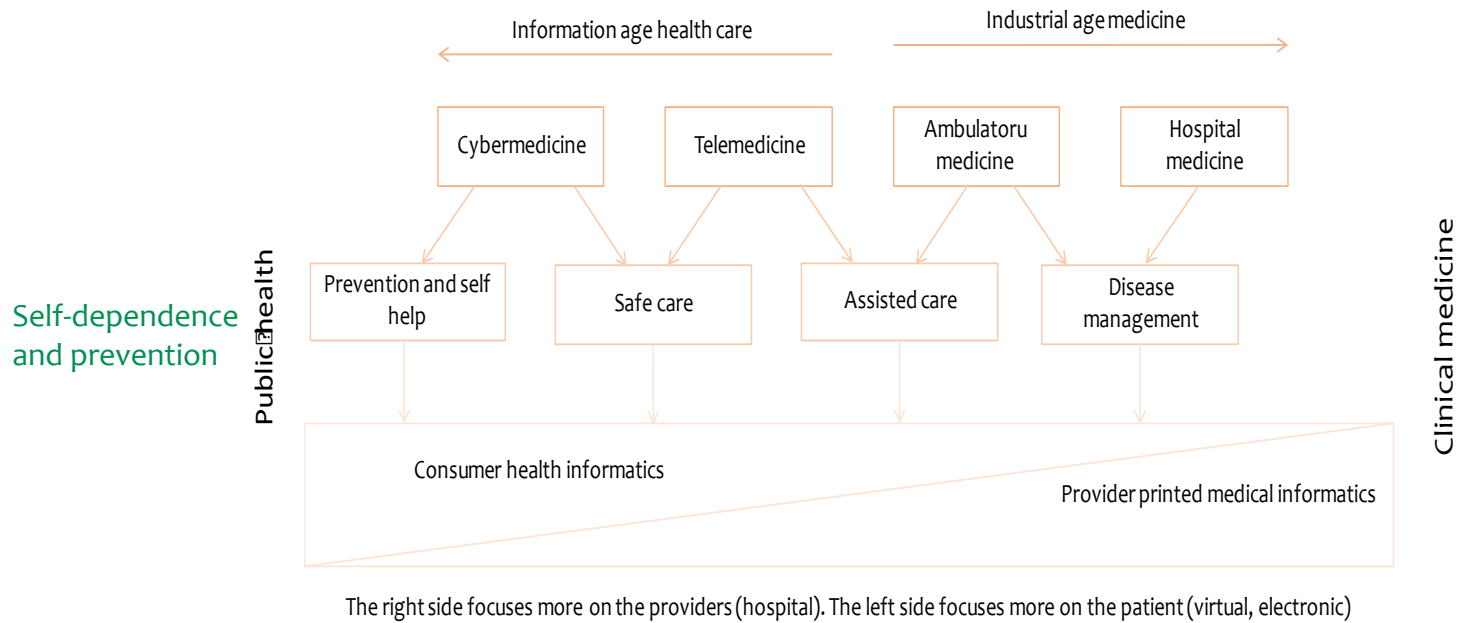 Information age health care
Industrial age medicine
Cybermedicine
Telemedicine
Ambulatoru
medicine
Hospital
medicine
Prevention and self
help
Safe care
Assisted care
Disease
management
Self-dependence
and prevention
Public health
Clinical medicine
Consumer health informatics
Provider printed medical informatics
The right side focuses more on the providers (hospital). The left side focuses more on the patient (virtual, electronic)